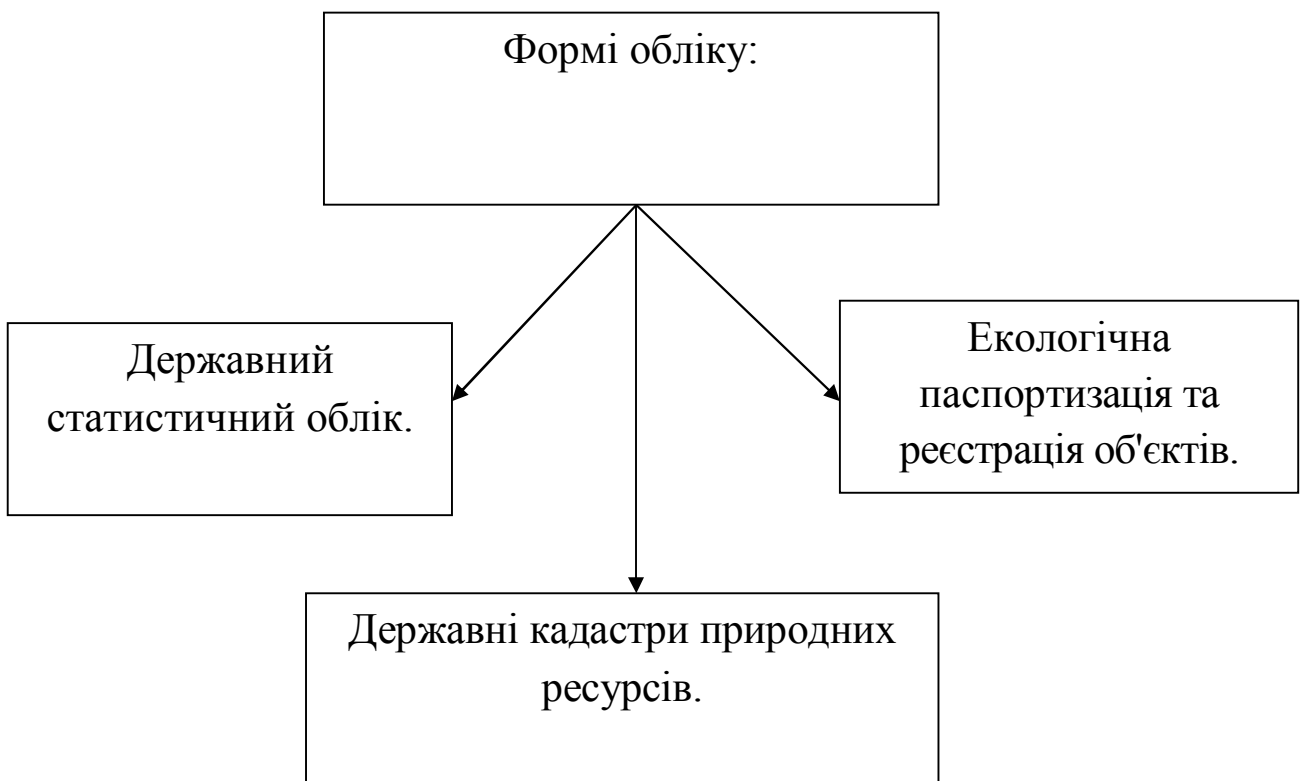 Формі обліку:
Державний
статистичний облік.
Екологічна
паспортизація та
реєстрація об'єктів.
Державні кадастри природних
ресурсів.